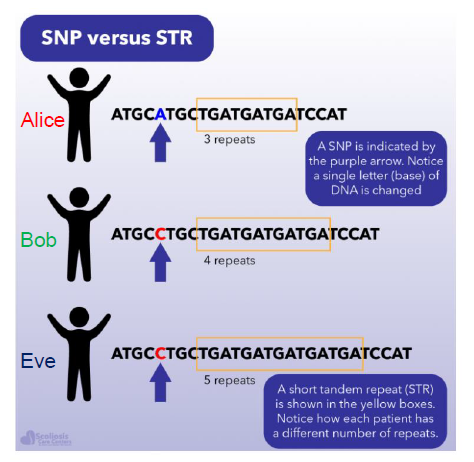 SNP versus STR
Alice
ATGCATGCTGATGATGATCCAT
3 repeats
A SNP is indicated by
the purple arrow. Notice
a single letter (base) of
DNA is changed
Bob
ATGCCTGCTGATGATGATGATCCAT
4 repeats
Eve
ATGCCTGCTGATGATGATGATGATCCAT
5 repeats
A short tandem repeat (STR)
is shown in the yellow boxes.
Notice how each patient has
a different number of repeats.
Scoliosis